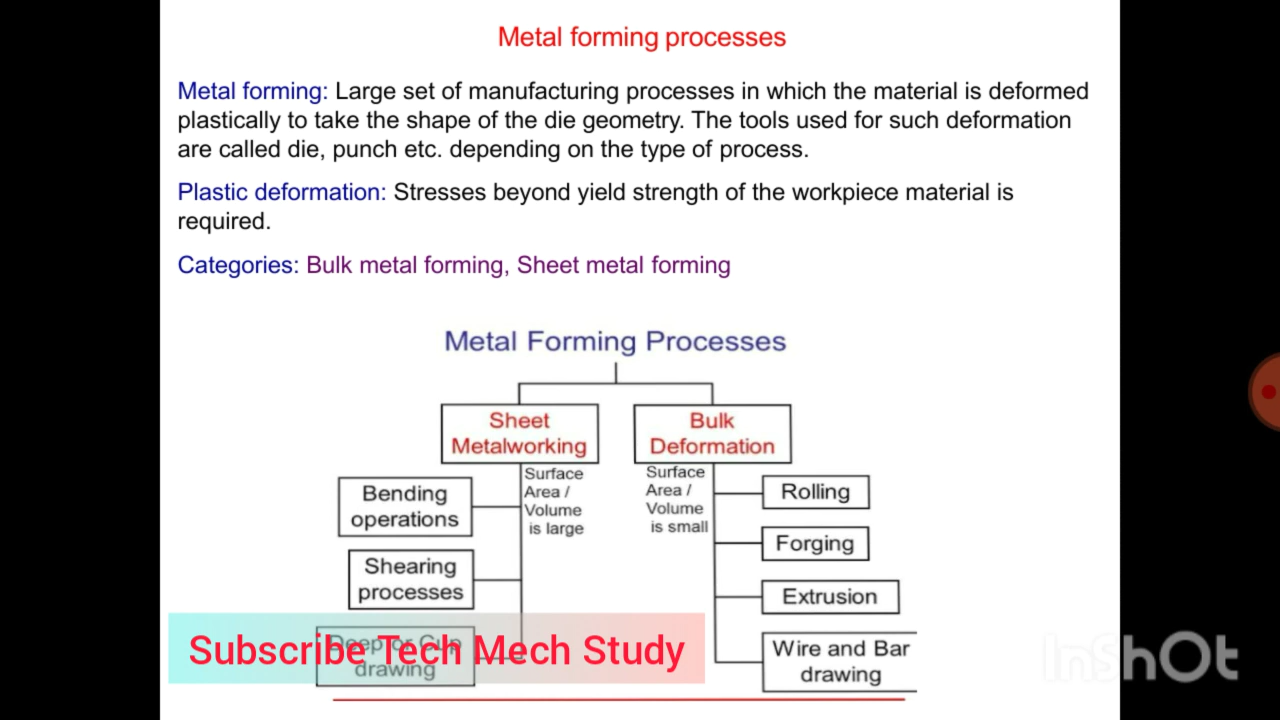 Metal forming processes
Metal forming: Large set of manufacturing processes in which the material is deformed
plastically to take the shape of the die geometry. The tools used for such deformation
are called die, punch etc. depending on the type of process.
Plastic deformation: Stresses beyond yield strength of the workpiece material is
required.
Categories: Bulk metal forming, Sheet metal forming
Metal Forming Processes
Sheet
Metalworking
Bulk
Deformation
Surface
Area /
Volume
is large
Surface
Area /
Volume
is small
Bending
operations
Shearing
processes
Deep or Cup
drawing
Rolling
Forging
Extrusion
Wire and Bar
drawing
Subscribe Tech Mech Study
InShOt